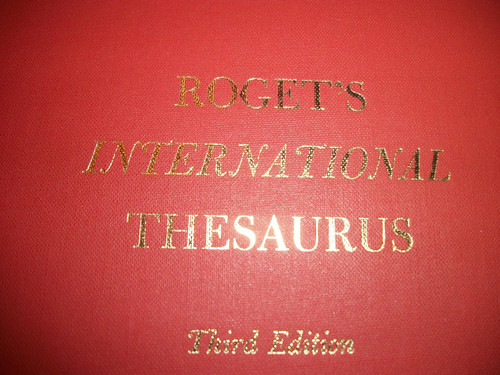 ROGET'S
INTERNATIONAL
THESAURUS
Third Edition